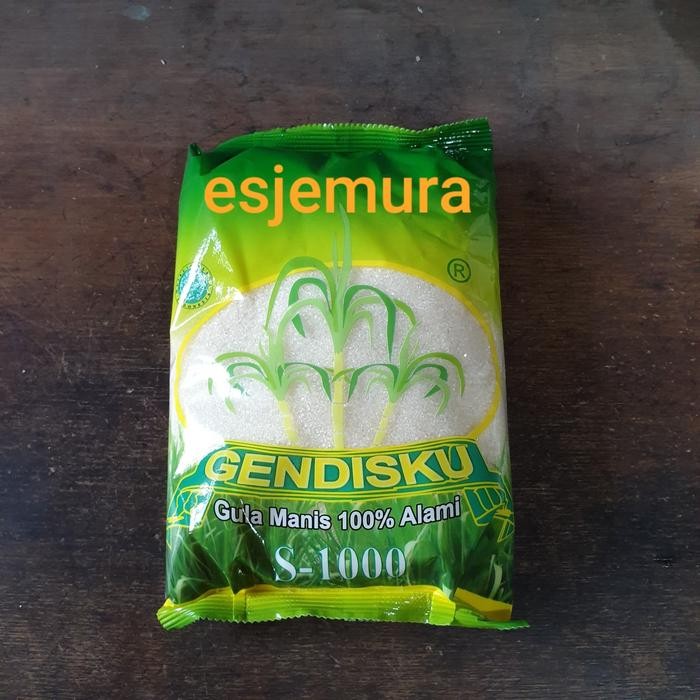 esjemura
®
GENDISKU
Gula Manis 100% Alami
S-1000